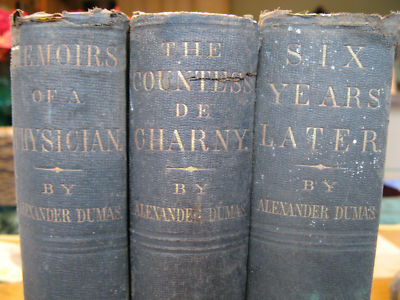 MEMOIRS
OF A
PHYSICIAN.
BY
ALEXANDER DUMAS.
THE
COUNTESS
DE
CHARNY.
BY
ALEXANDER DUMAS.
SIX
YEARS
LATER.
BY
ALEXANDER DUMAS.